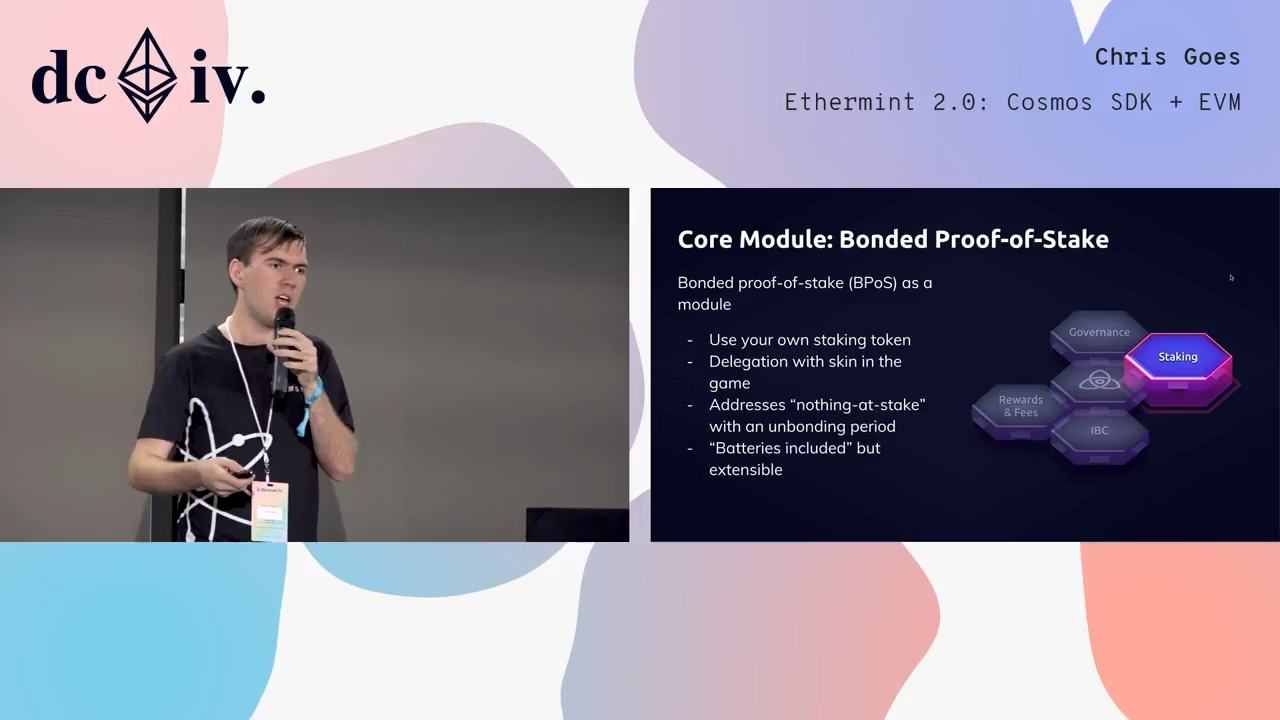 dc iv.
Chris Goes
Ethermint 2.0: Cosmos SDK + EVM
Core Module: Bonded Proof-of-Stake
Bonded proof-of-stake (BPoS) as a
module
- Use your own staking token
- Delegation with skin in the
game
- Addresses “nothing-at-stake”
with an unbonding period
- “Batteries included” but
extensible
Governance
Staking
Rewards
& Fees
IBC